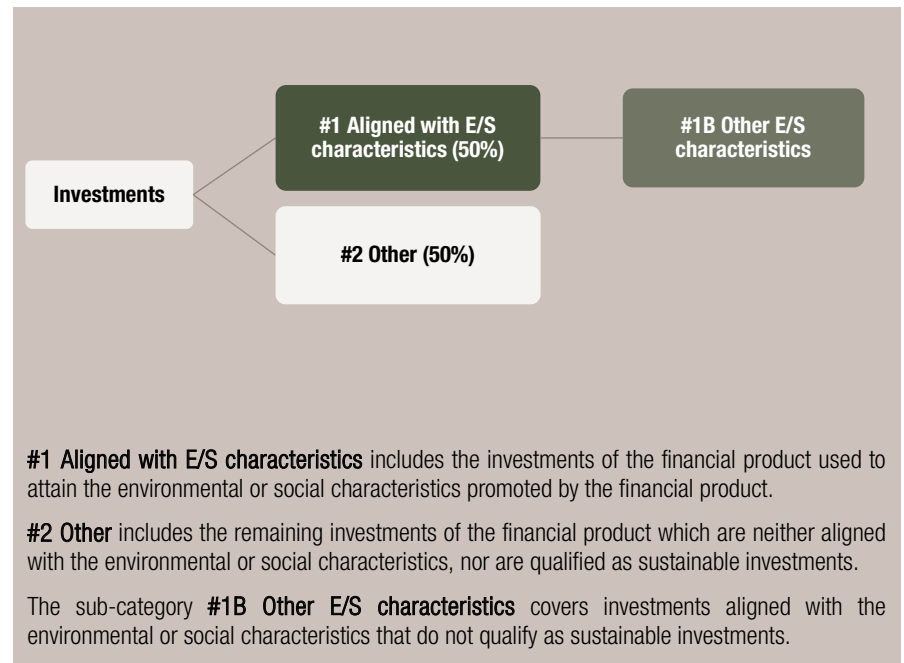 #1 Aligned with E/S
characteristics (50%)
#1B Other E/S
characteristics
Investments
#2 Other (50%)
#1 Aligned with E/S characteristics includes the investments of the financial product used to
attain the environmental or social characteristics promoted by the financial product.
#2 Other includes the remaining investments of the financial product which are neither aligned
with the environmental or social characteristics, nor are qualified as sustainable investments.
The sub-category #1B Other E/S characteristics covers investments aligned with the
environmental or social characteristics that do not qualify as sustainable investments.